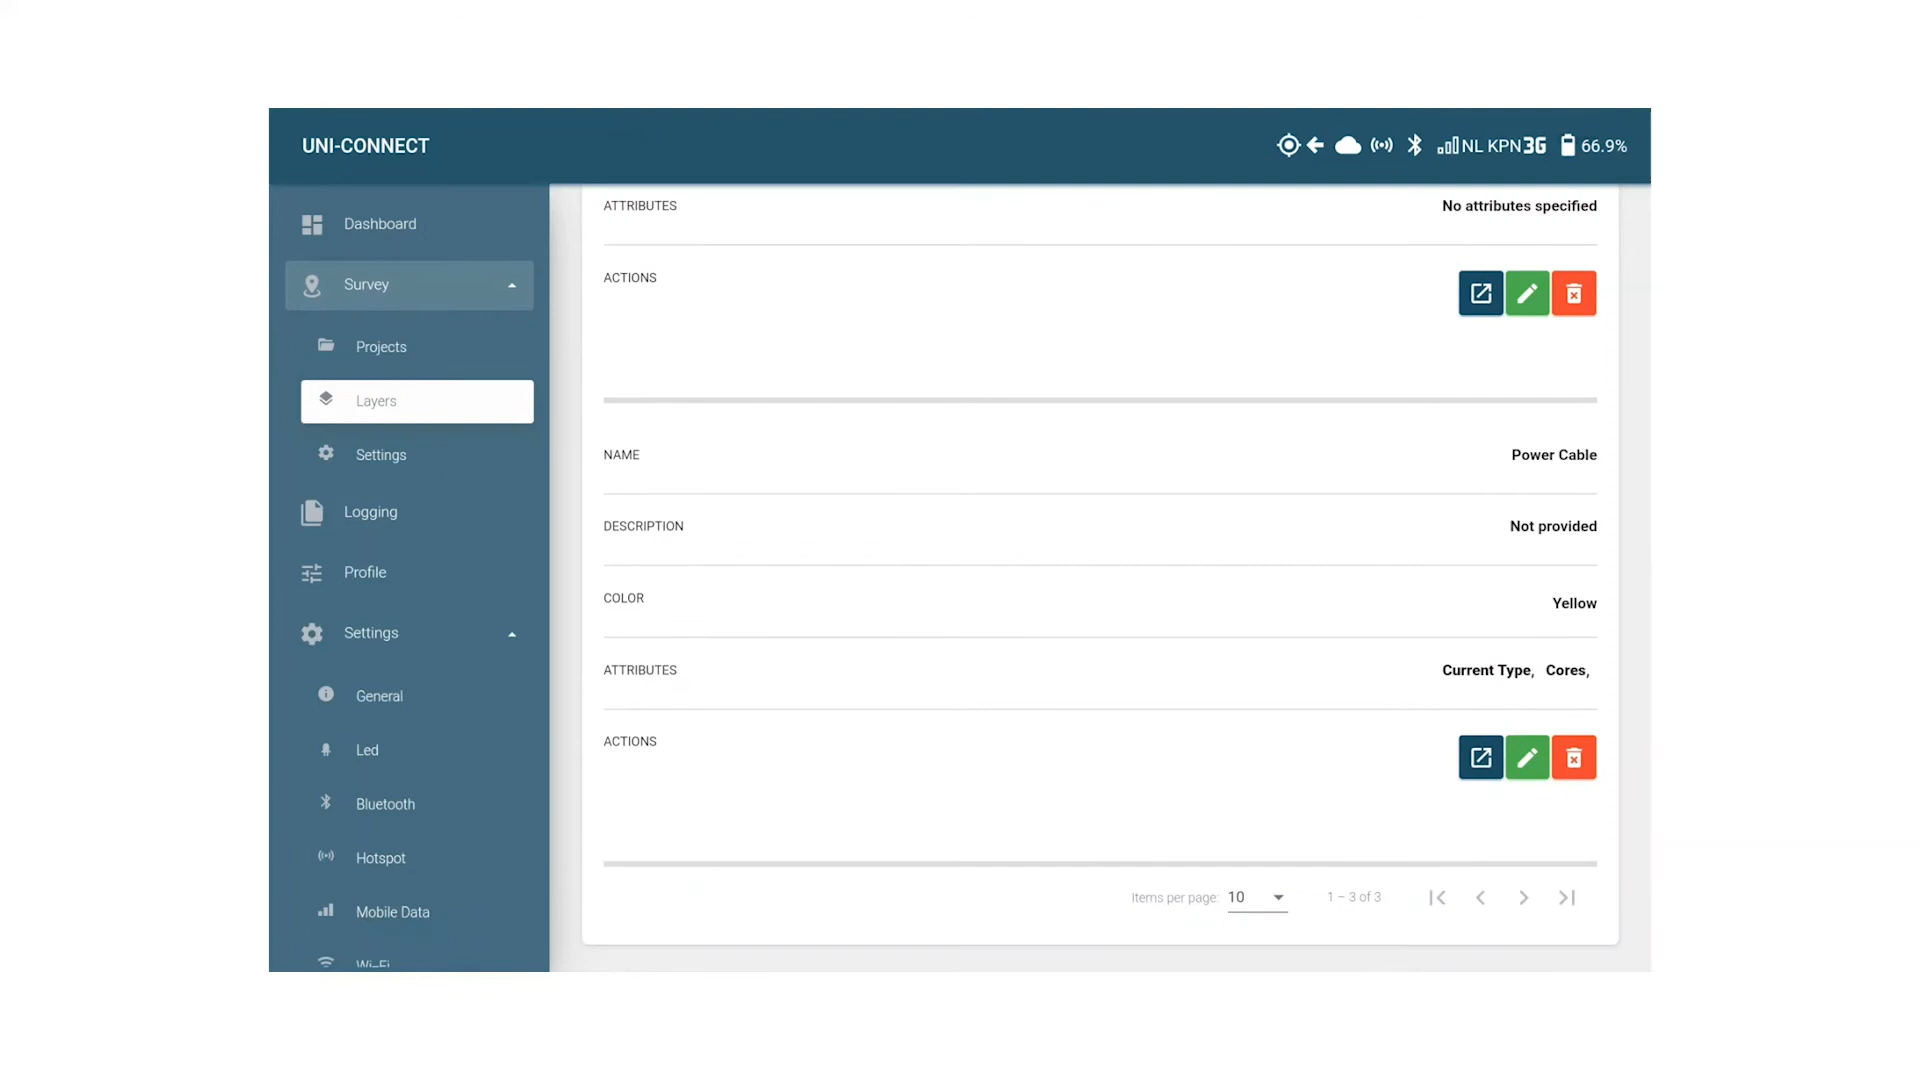 UNI-CONNECT
NL KPN 3G 66.9%
Dashboard
Survey
Projects
Layers
Settings
Logging
Profile
Settings
General
Led
Bluetooth
Hotspot
Mobile Data
Wi-Fi
ATTRIBUTES No attributes specified
ACTIONS
NAME Power Cable
DESCRIPTION Not provided
COLOR Yellow
ATTRIBUTES Current Type, Cores,
ACTIONS
Items per page: 10 1 – 3 of 3